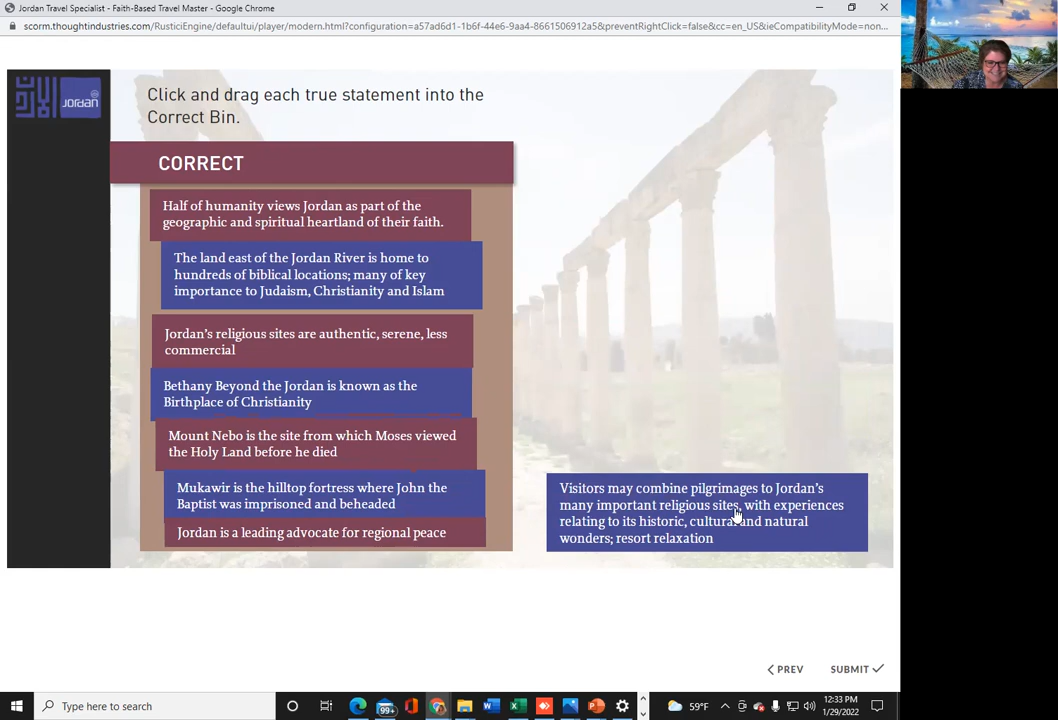 Jordan Travel Specialist - Faith-Based Travel Master - Google Chrome
scorm.thoughtindustries.com/RusticiEngine/defaultui/player/modern.html?configuration=a57ad6d1-1b6f-44e6-9aa4-8661506912a5&preventRightClick=false&cc=en_US&ieCompatibilityMode=non...
الأردن
Jordan
Click and drag each true statement into the
Correct Bin.
CORRECT
Half of humanity views Jordan as part of the
geographic and spiritual heartland of their faith.
The land east of the Jordan River is home to
hundreds of biblical locations; many of key
importance to Judaism, Christianity and Islam
Jordan's religious sites are authentic, serene, less
commercial
Bethany Beyond the Jordan is known as the
Birthplace of Christianity
Mount Nebo is the site from which Moses viewed
the Holy Land before he died
Mukawir is the hilltop fortress where John the
Baptist was imprisoned and beheaded
Jordan is a leading advocate for regional peace
Visitors may combine pilgrimages to Jordan's
many important religious sites, with experiences
relating to its historic, cultural and natural
wonders; resort relaxation
PREV
SUBMIT
Type here to search
99+
59°F
12:33 PM
1/29/2022